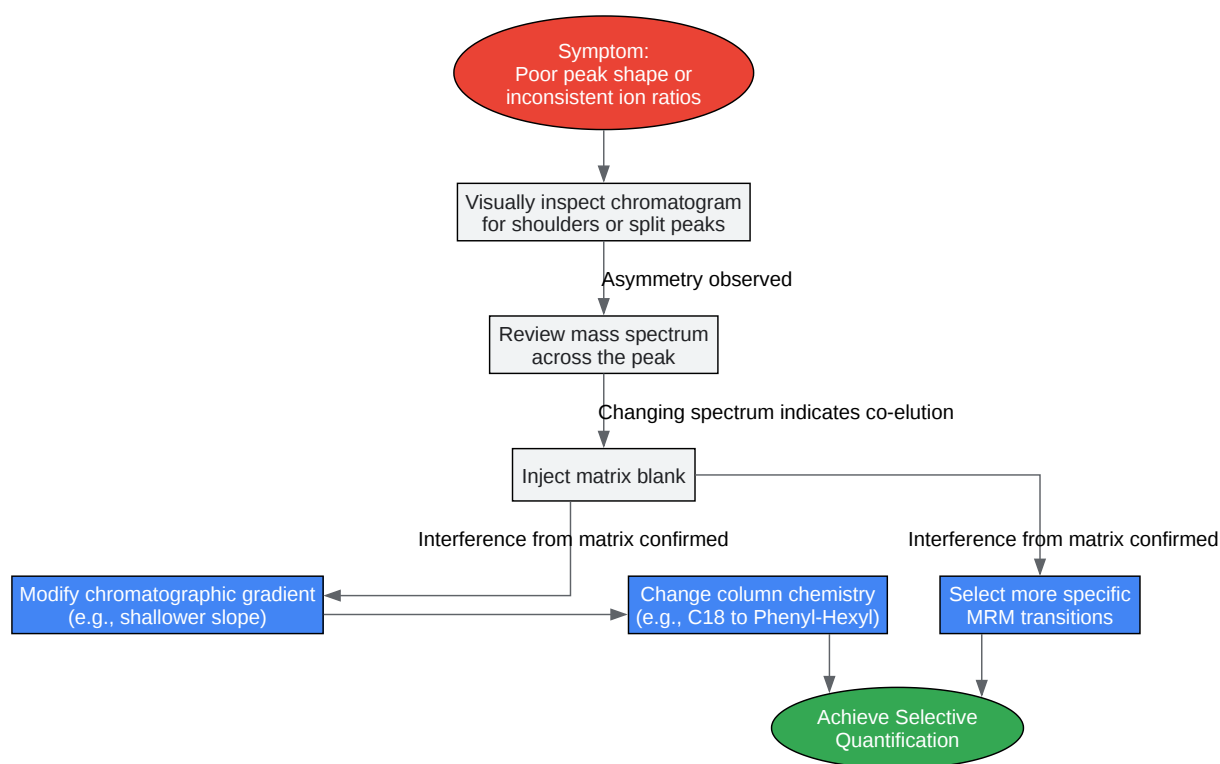 Symptom:
Poor peak shape or
inconsistent ion ratios
Visually inspect chromatogram
for shoulders or split peaks
Asymmetry observed
Review mass spectrum
across the peak
Changing spectrum indicates co-elution
Inject matrix blank
Interference from matrix confirmed
Interference from matrix confirmed
Modify chromatographic gradient
(e.g., shallower slope)
Change column chemistry
(e.g., C18 to Phenyl-Hexyl)
Select more specific
MRM transitions
Achieve Selective
Quantification